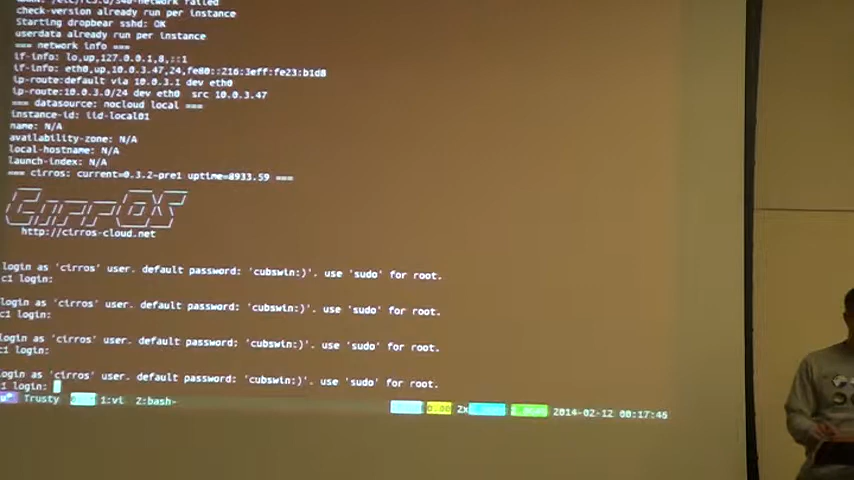 failed
check-version already run per instance
Starting dropbear sshd: OK
userdata already run per instance
=== network info ===
if-info: lo,up,127.0.0.1,8,::1
if-info: eth0,up,10.0.3.47,24,fe80::216:3eff:fe23:b1d8
ip-route:default via 10.0.3.1 dev eth0
ip-route:10.0.3.0/24 dev eth0 src 10.0.3.47
=== datasource: nocloud local ===
instance-id: iid-local01
name: N/A
availability-zone: N/A
local-hostname: N/A
launch-index: N/A
=== cirros: current=0.3.2~pre1 uptime=8933.59 ===
CirrOS
http://cirros-cloud.net
login as 'cirros' user. default password: 'cubswin:)'. use 'sudo' for root.
c1 login:
login as 'cirros' user. default password: 'cubswin:)'. use 'sudo' for root.
c1 login:
login as 'cirros' user. default password: 'cubswin:)'. use 'sudo' for root.
c1 login:
login as 'cirros' user. default password: 'cubswin:)'. use 'sudo' for root.
c1 login:
Trusty 1:vi 2:bash- 0.00 2x 2014-02-12 00:17:46